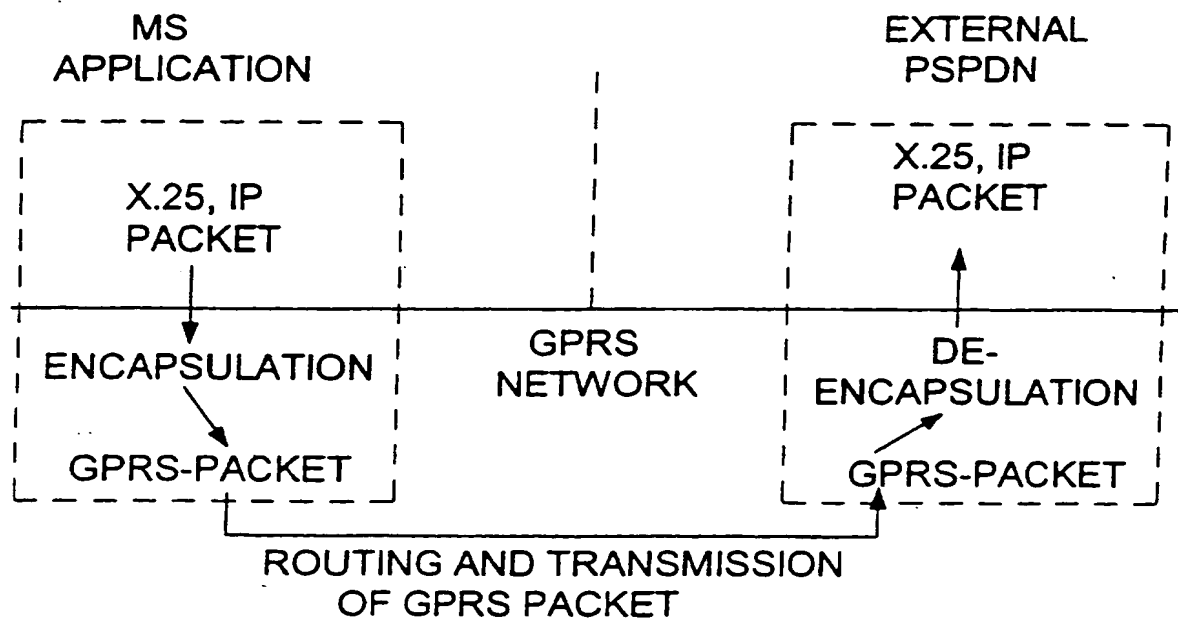 MS
APPLICATION
EXTERNAL
PSPDN
X.25, IP
PACKET
X.25, IP
PACKET
ENCAPSULATION
GPRS
NETWORK
DE-
ENCAPSULATION
GPRS-PACKET
GPRS-PACKET
ROUTING AND TRANSMISSION
OF GPRS PACKET